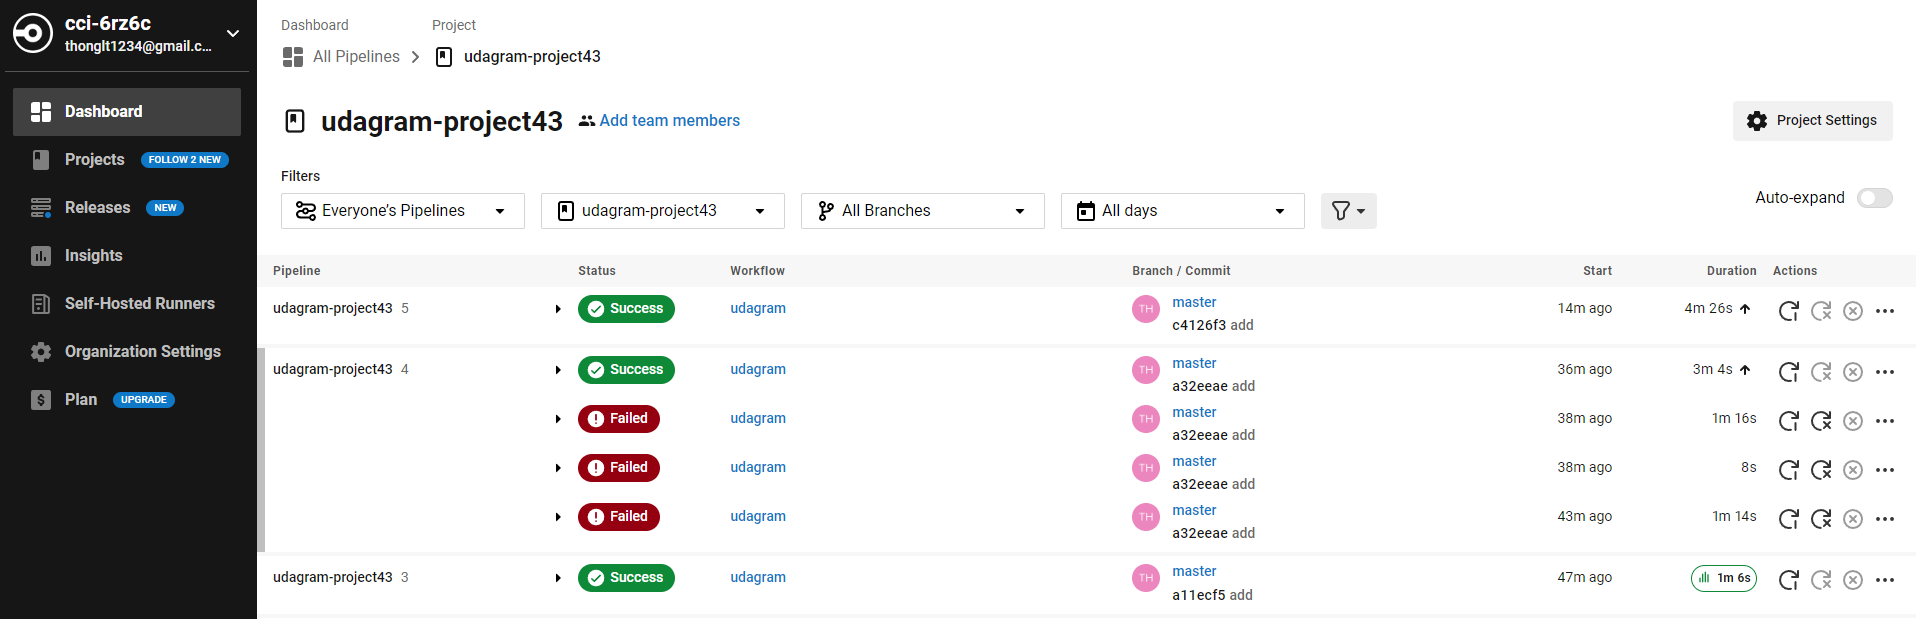 cci-6rz6c
thonglt1234@gmail.c...
Dashboard
Projects FOLLOW 2 NEW
Releases NEW
Insights
Self-Hosted Runners
Organization Settings
Plan UPGRADE
Dashboard Project
All Pipelines udagram-project43
udagram-project43 Add team members
Project Settings
Filters
Everyone's Pipelines udagram-project43 All Branches All days
Auto-expand
Pipeline Status Workflow Branch / Commit Start Duration Actions
udagram-project43 5 Success udagram TH master 14m ago 4m 26s
c4126f3 add
udagram-project43 4 Success udagram TH master 36m ago 3m 4s
a32eeae add
Failed udagram TH master 38m ago 1m 16s
a32eeae add
Failed udagram TH master 38m ago 8s
a32eeae add
Failed udagram TH master 43m ago 1m 14s
a32eeae add
udagram-project43 3 Success udagram TH master 47m ago 1m 6s
a11ecf5 add